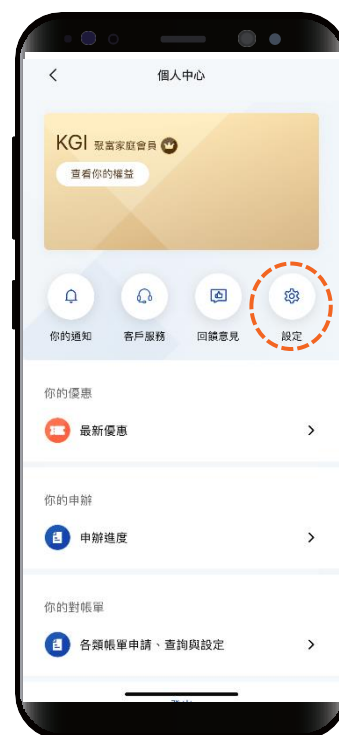 個人中心
KGI 聚富家庭會員
查看你的權益
你的通知 客戶服務 回饋意見 設定
你的優惠
最新優惠
你的申辦
申辦進度
你的對帳單
各類帳單申請、查詢與設定